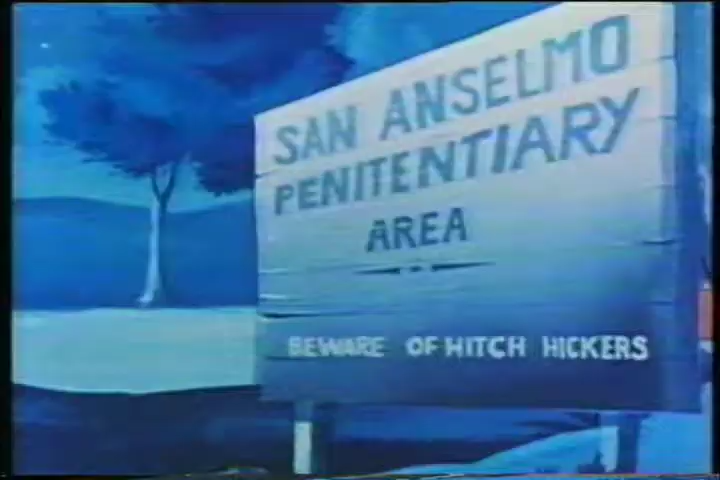 SAN ANSELMO
PENITENTIARY
AREA
BEWARE OF HITCH HICKERS